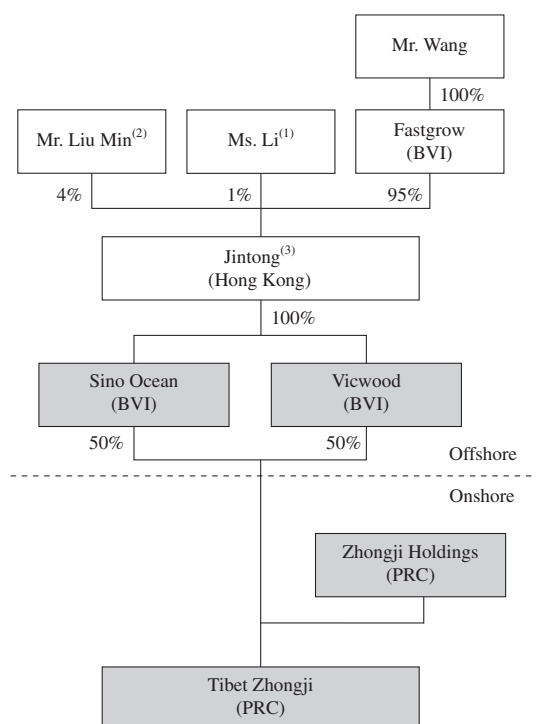 Mr. Wang
100%
Mr. Liu Min(2)
Ms. Li(1)
Fastgrow
(BVI)
4%
1%
95%
Jintong(3)
(Hong Kong)
100%
Sino Ocean
(BVI)
Vicwood
(BVI)
50%
50%
Offshore
Onshore
Zhongji Holdings
(PRC)
Tibet Zhongji
(PRC)